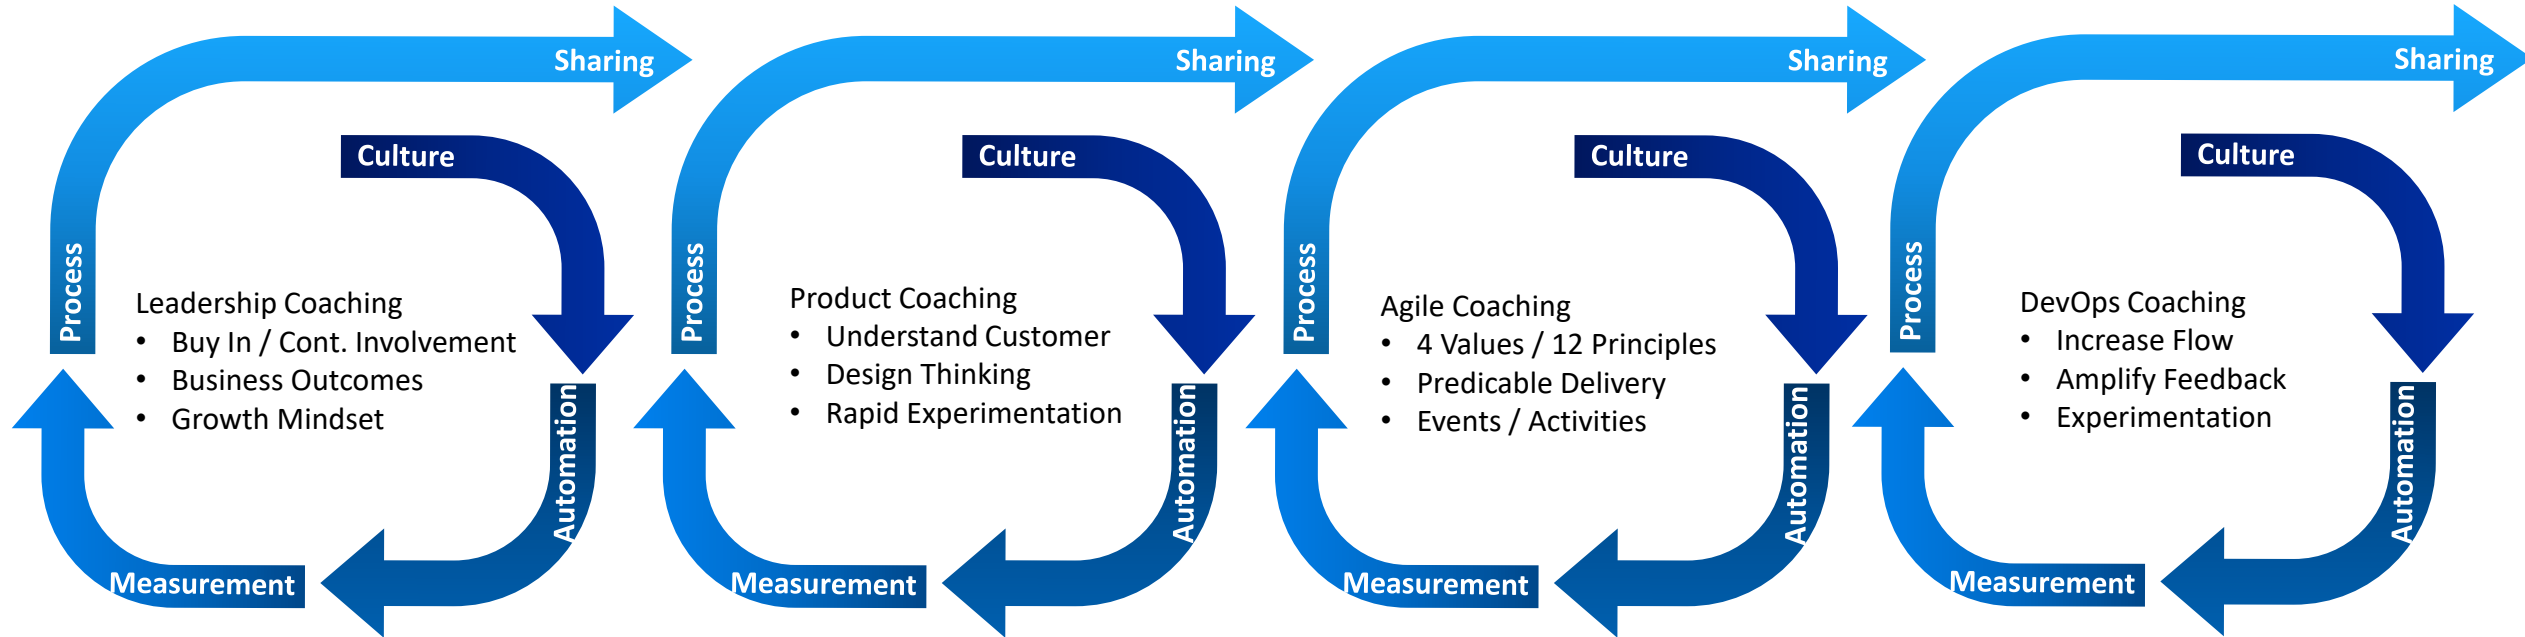 Sharing
Culture
Process
Leadership Coaching
• Buy In / Cont. Involvement
• Business Outcomes
• Growth Mindset
Automation
Measurement
Sharing
Culture
Process
Product Coaching
• Understand Customer
• Design Thinking
• Rapid Experimentation
Automation
Measurement
Sharing
Culture
Process
Agile Coaching
• 4 Values / 12 Principles
• Predicable Delivery
• Events / Activities
Automation
Measurement
Sharing
Culture
Process
DevOps Coaching
• Increase Flow
• Amplify Feedback
• Experimentation
Automation
Measurement